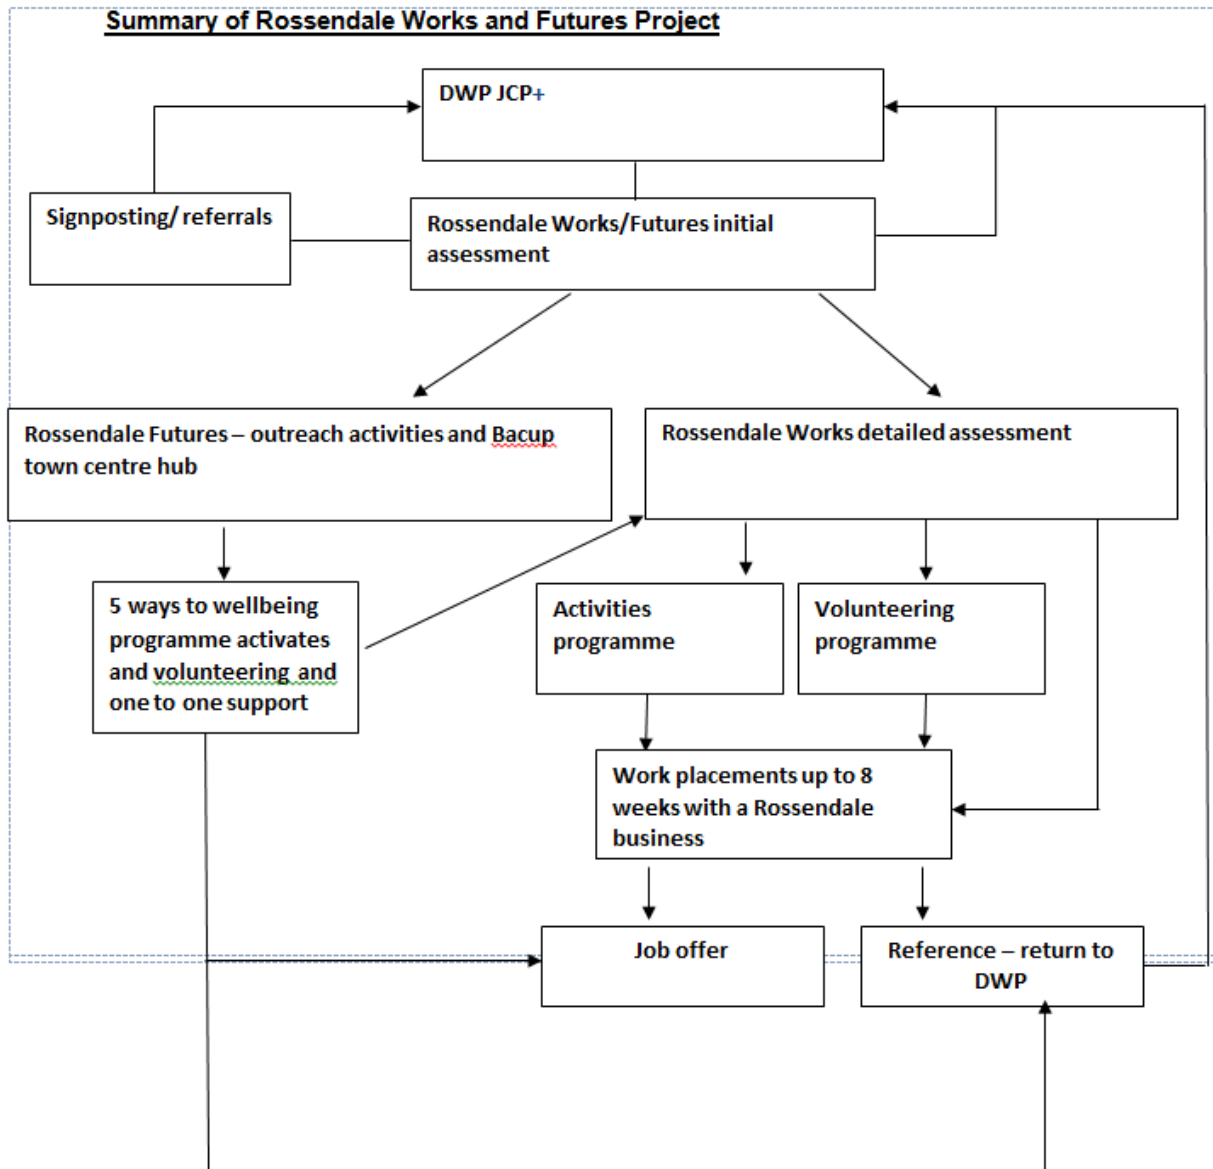 Summary of Rossendale Works and Futures Project
DWP JCP+
Signposting/ referrals
Rossendale Works/Futures initial
assessment
Rossendale Futures – outreach activities and Bacup
town centre hub
Rossendale Works detailed assessment
5 ways to wellbeing
programme activates
and volunteering and
one to one support
Activities
programme
Volunteering
programme
Work placements up to 8
weeks with a Rossendale
business
Job offer
Reference – return to
DWP